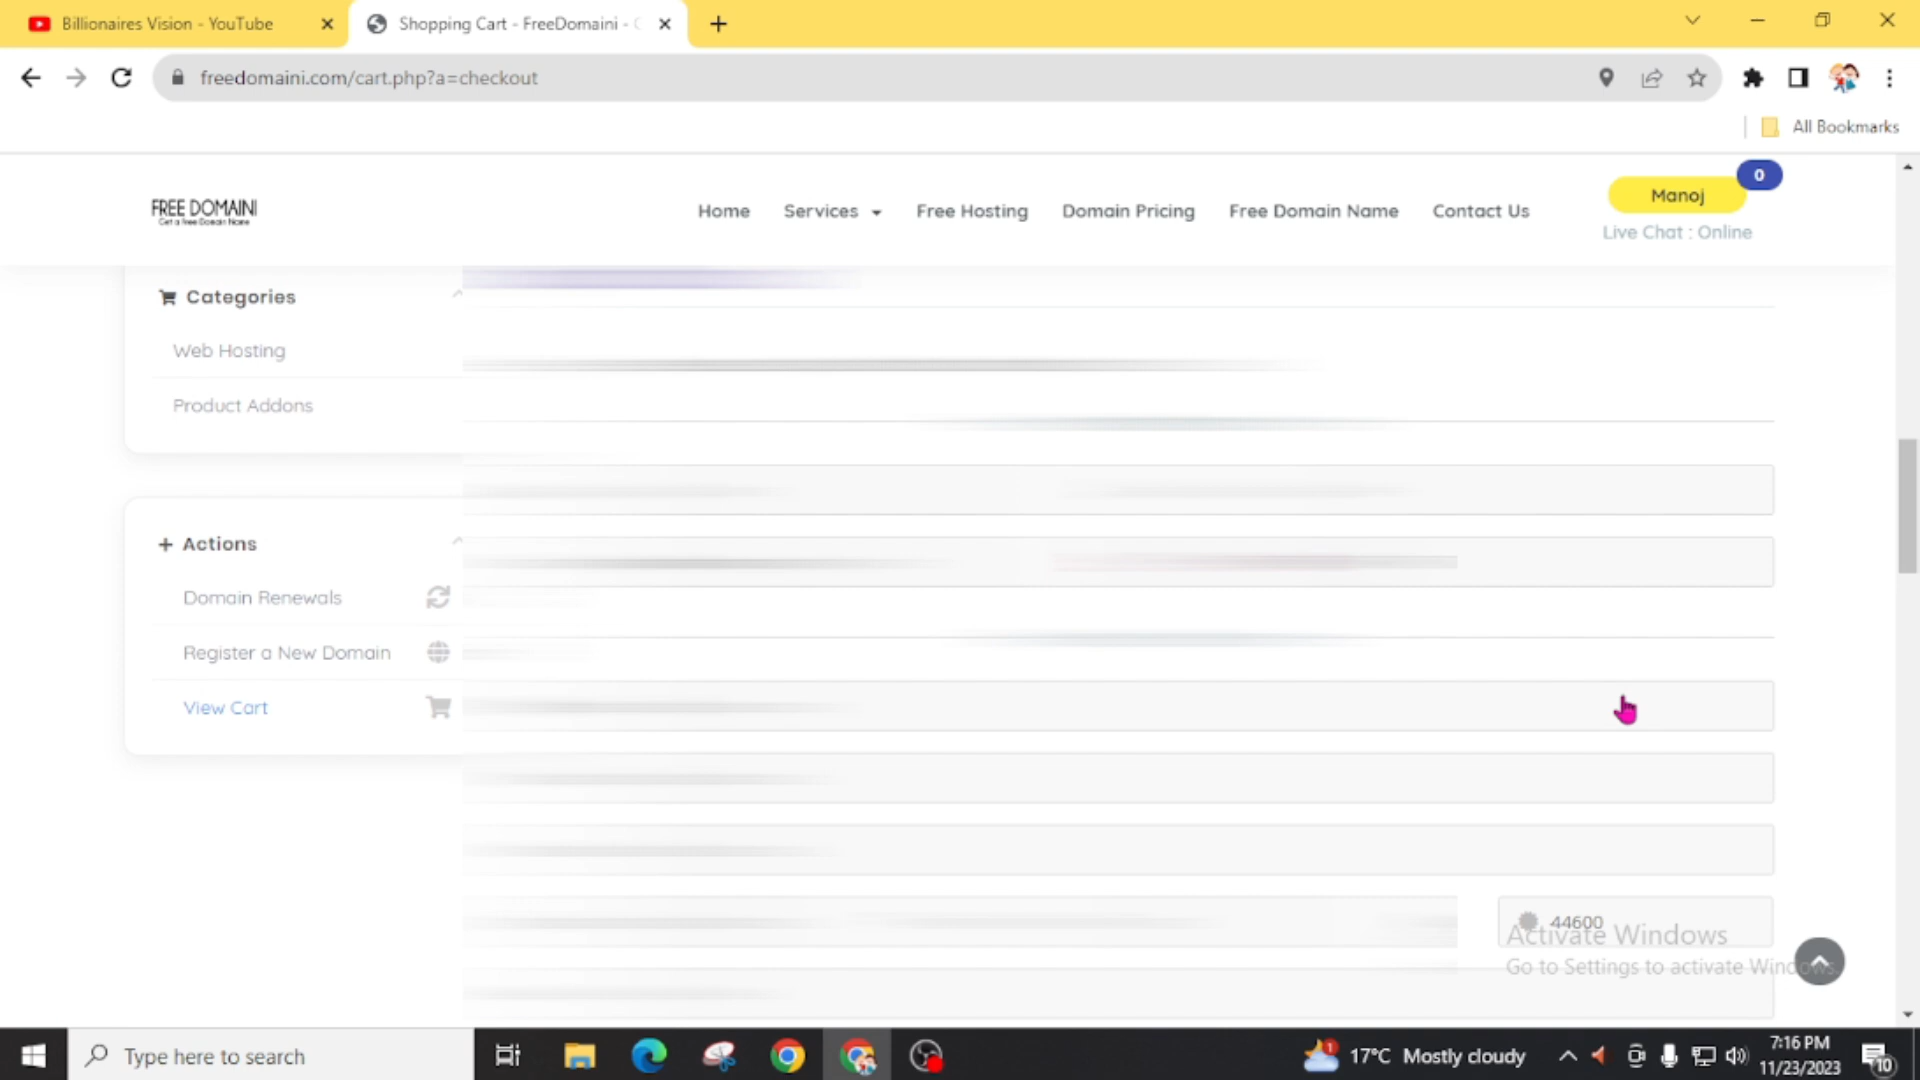 Billionaires Vision - YouTube
Shopping Cart - FreeDomaini -
freedomaini.com/cart.php?a=checkout
All Bookmarks
FREE DOMAINI
Get a Free Domain Name
Home
Services
Free Hosting
Domain Pricing
Free Domain Name
Contact Us
0
Manoj
Live Chat : Online
Categories
Web Hosting
Product Addons
Actions
Domain Renewals
Register a New Domain
View Cart
44600
Activate Windows
Go to Settings to activate Windows.
Type here to search
1
17°C Mostly cloudy
7:16 PM
11/23/2023
10